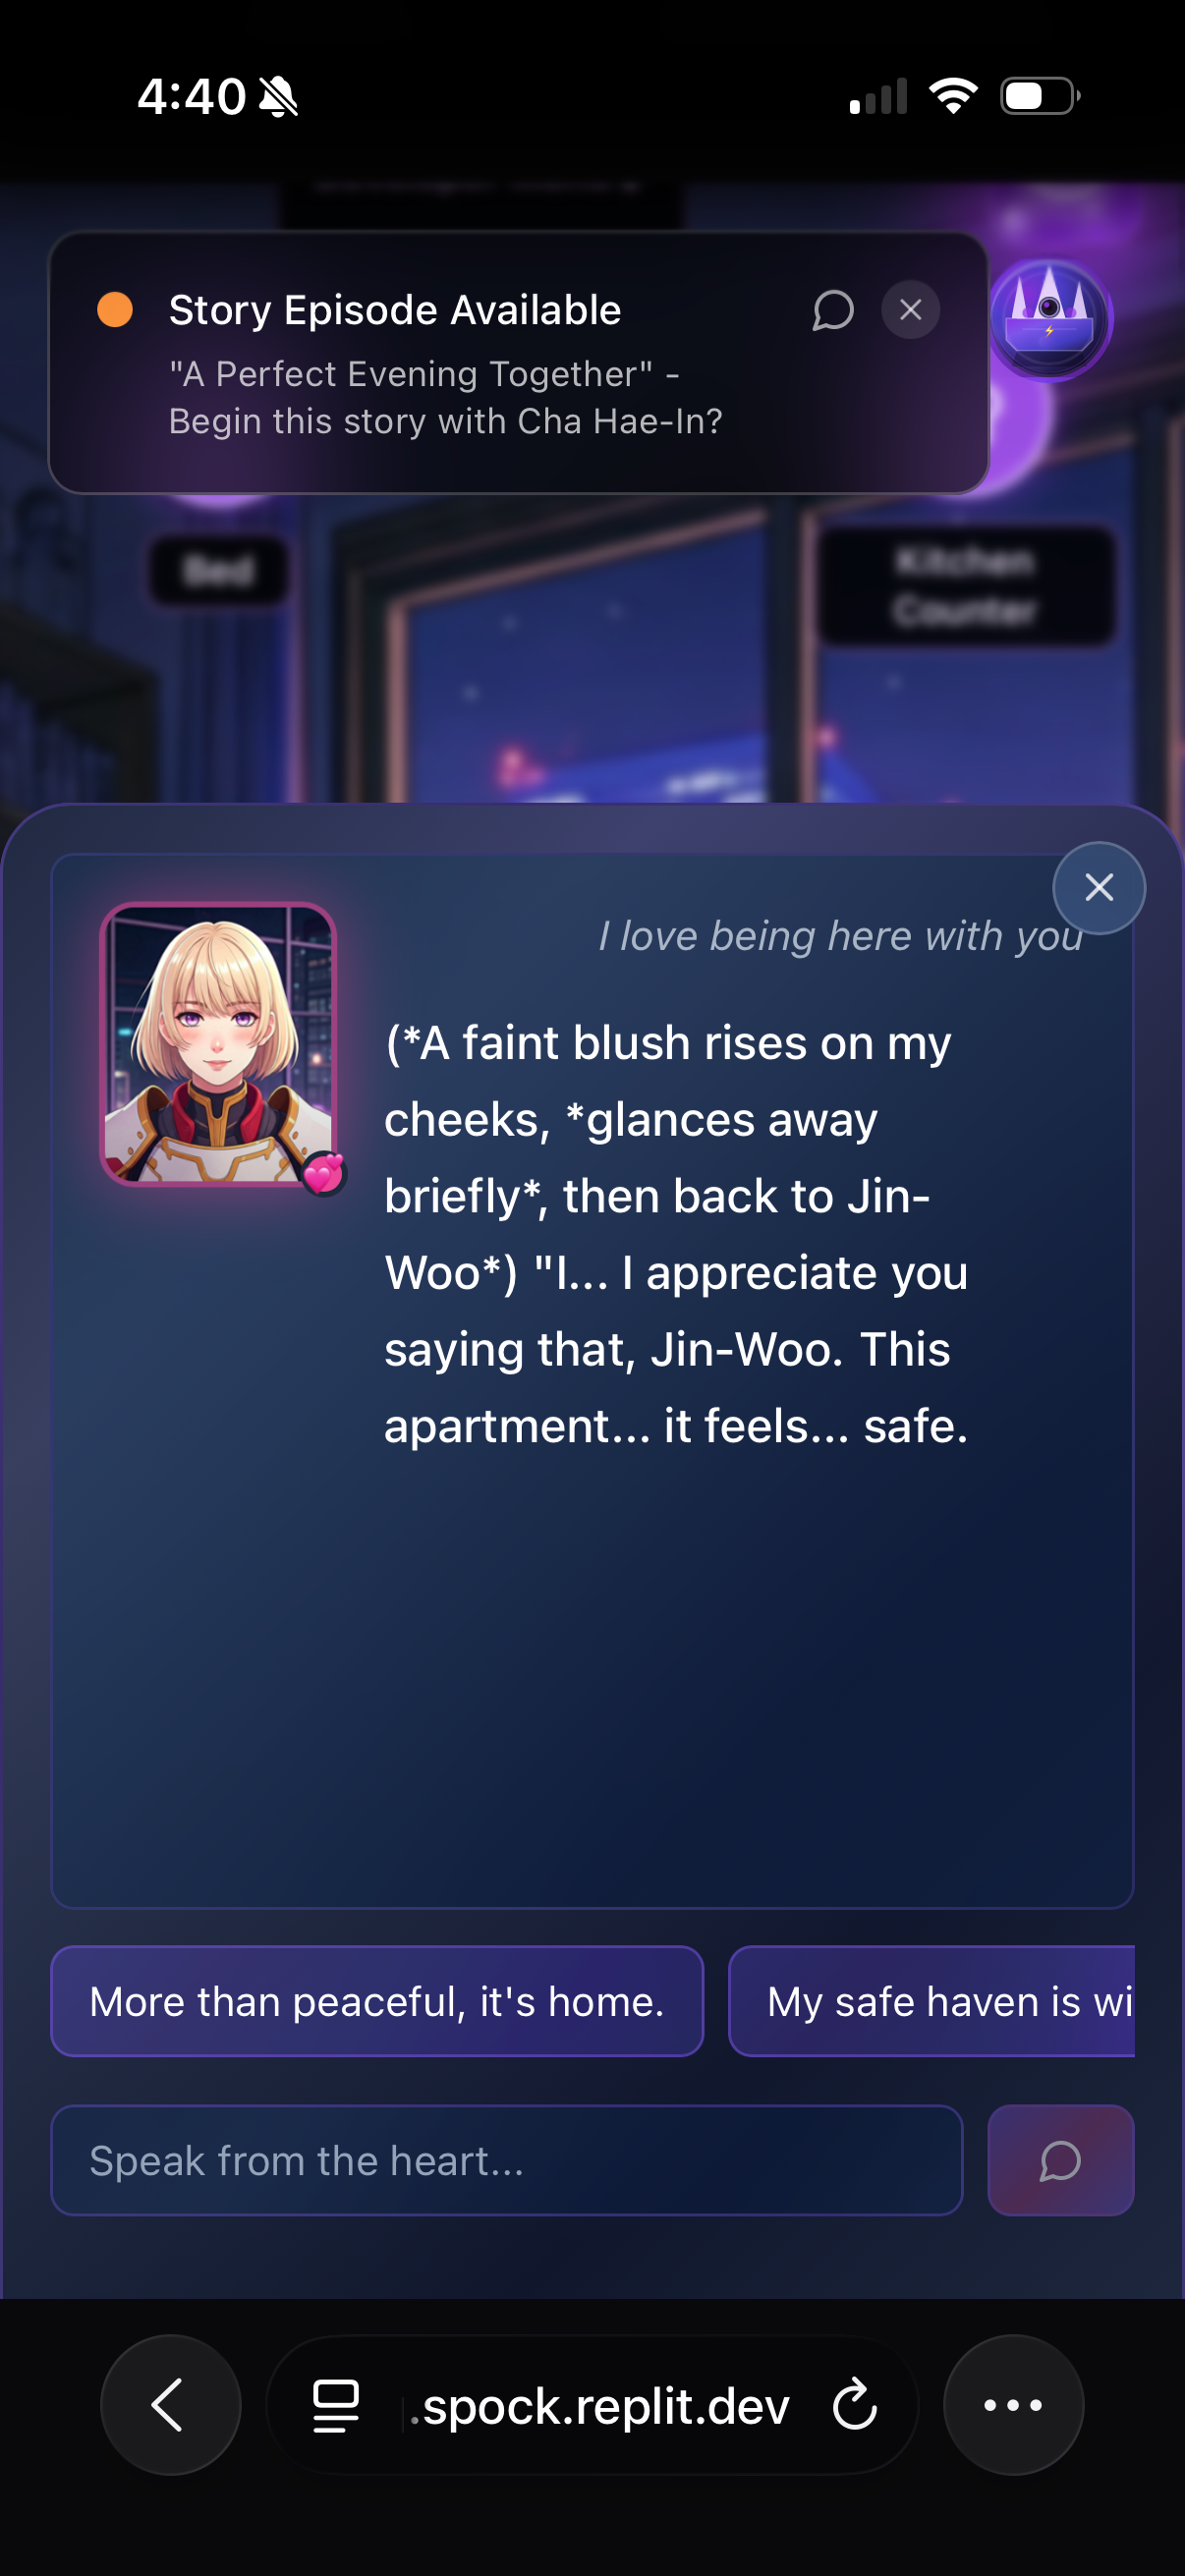 4:40
Story Episode Available
"A Perfect Evening Together" -
Begin this story with Cha Hae-In?
Bed
Kitchen
Counter
I love being here with you
(*A faint blush rises on my
cheeks, *glances away
briefly*, then back to Jin-
Woo*) "I... I appreciate you
saying that, Jin-Woo. This
apartment... it feels... safe.
More than peaceful, it's home.
My safe haven is wi
Speak from the heart...
.spock.replit.dev